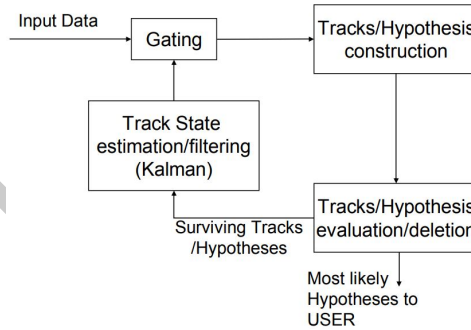 Input Data
Gating
Tracks/Hypothesis
construction
Track State
estimation/filtering
(Kalman)
Tracks/Hypothesis
evaluation/deletion
Surviving Tracks
/Hypotheses
Most likely
Hypotheses to
USER